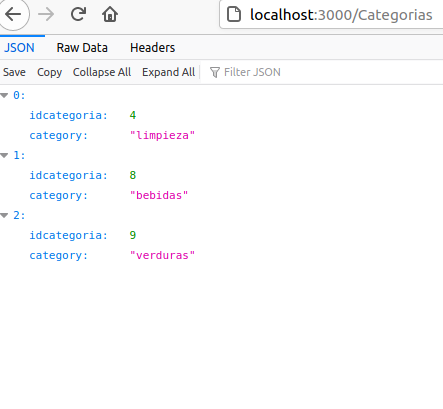 localhost:3000/Categorias
JSON Raw Data Headers
Save Copy Collapse All Expand All Filter JSON
0:
idcategoria: 4
category: "limpieza"
1:
idcategoria: 8
category: "bebidas"
2:
idcategoria: 9
category: "verduras"